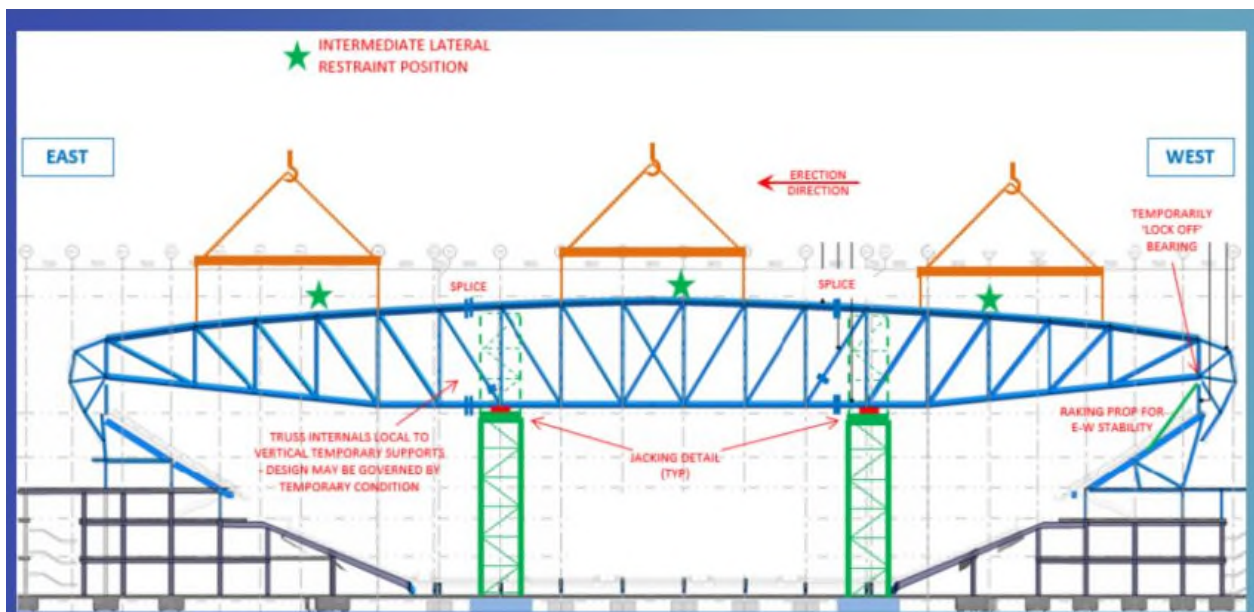 INTERMEDIATE LATERAL
RESTRAINT POSITION
EAST
WEST
ERECTION
DIRECTION
TEMPORARILY
'LOCK OFF'
BEARING
SPLICE
SPLICE
RAKING PROP FOR
E-W STABILITY
TRUSS INTERNALS LOCAL TO
VERTICAL TEMPORARY SUPPORTS
- DESIGN MAY BE GOVERNED BY
TEMPORARY CONDITION
JACKING DETAIL
(TYP)